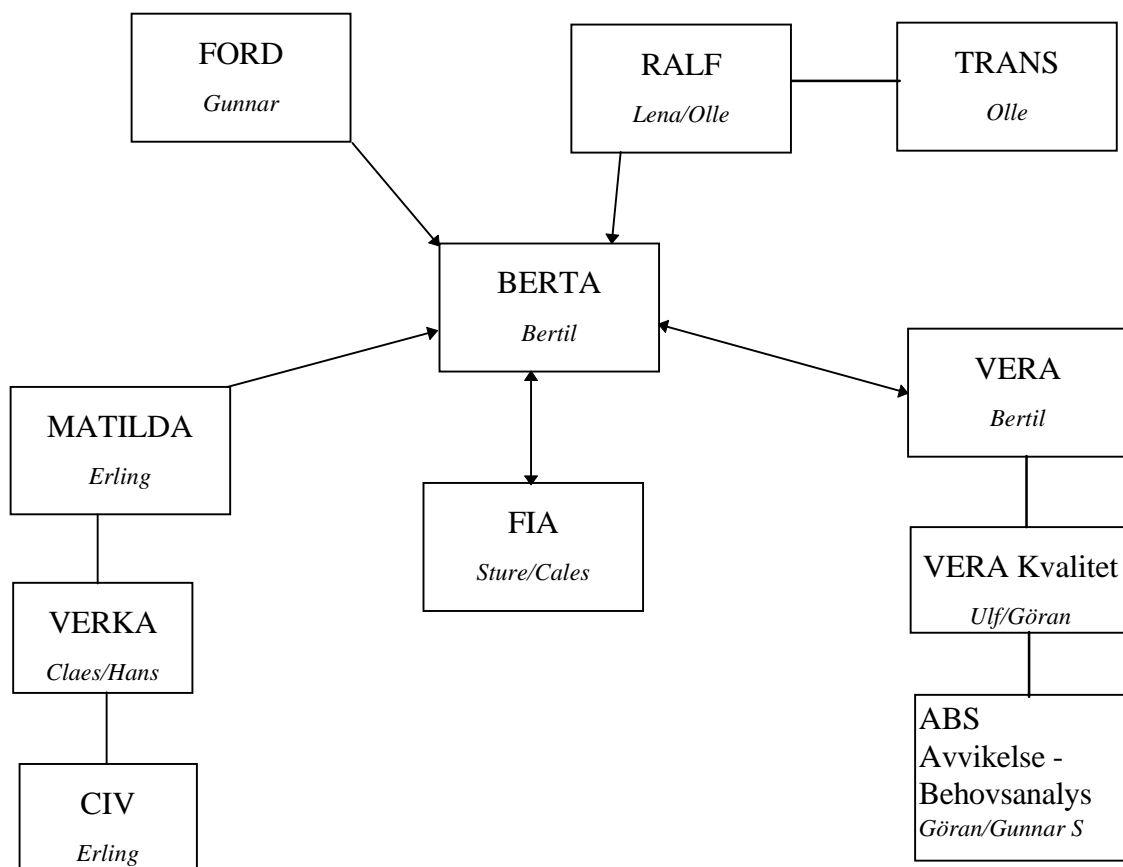 FORD
Gunnar
RALF
Lena/Olle
TRANS
Olle
BERTA
Bertil
VERA
Bertil
MATILDA
Erling
FIA
Sture/Cales
VERA Kvalitet
Ulf/Göran
VERKA
Claes/Hans
ABS
Avvikelse -
Behovsanalys
Göran/Gunnar S
CIV
Erling